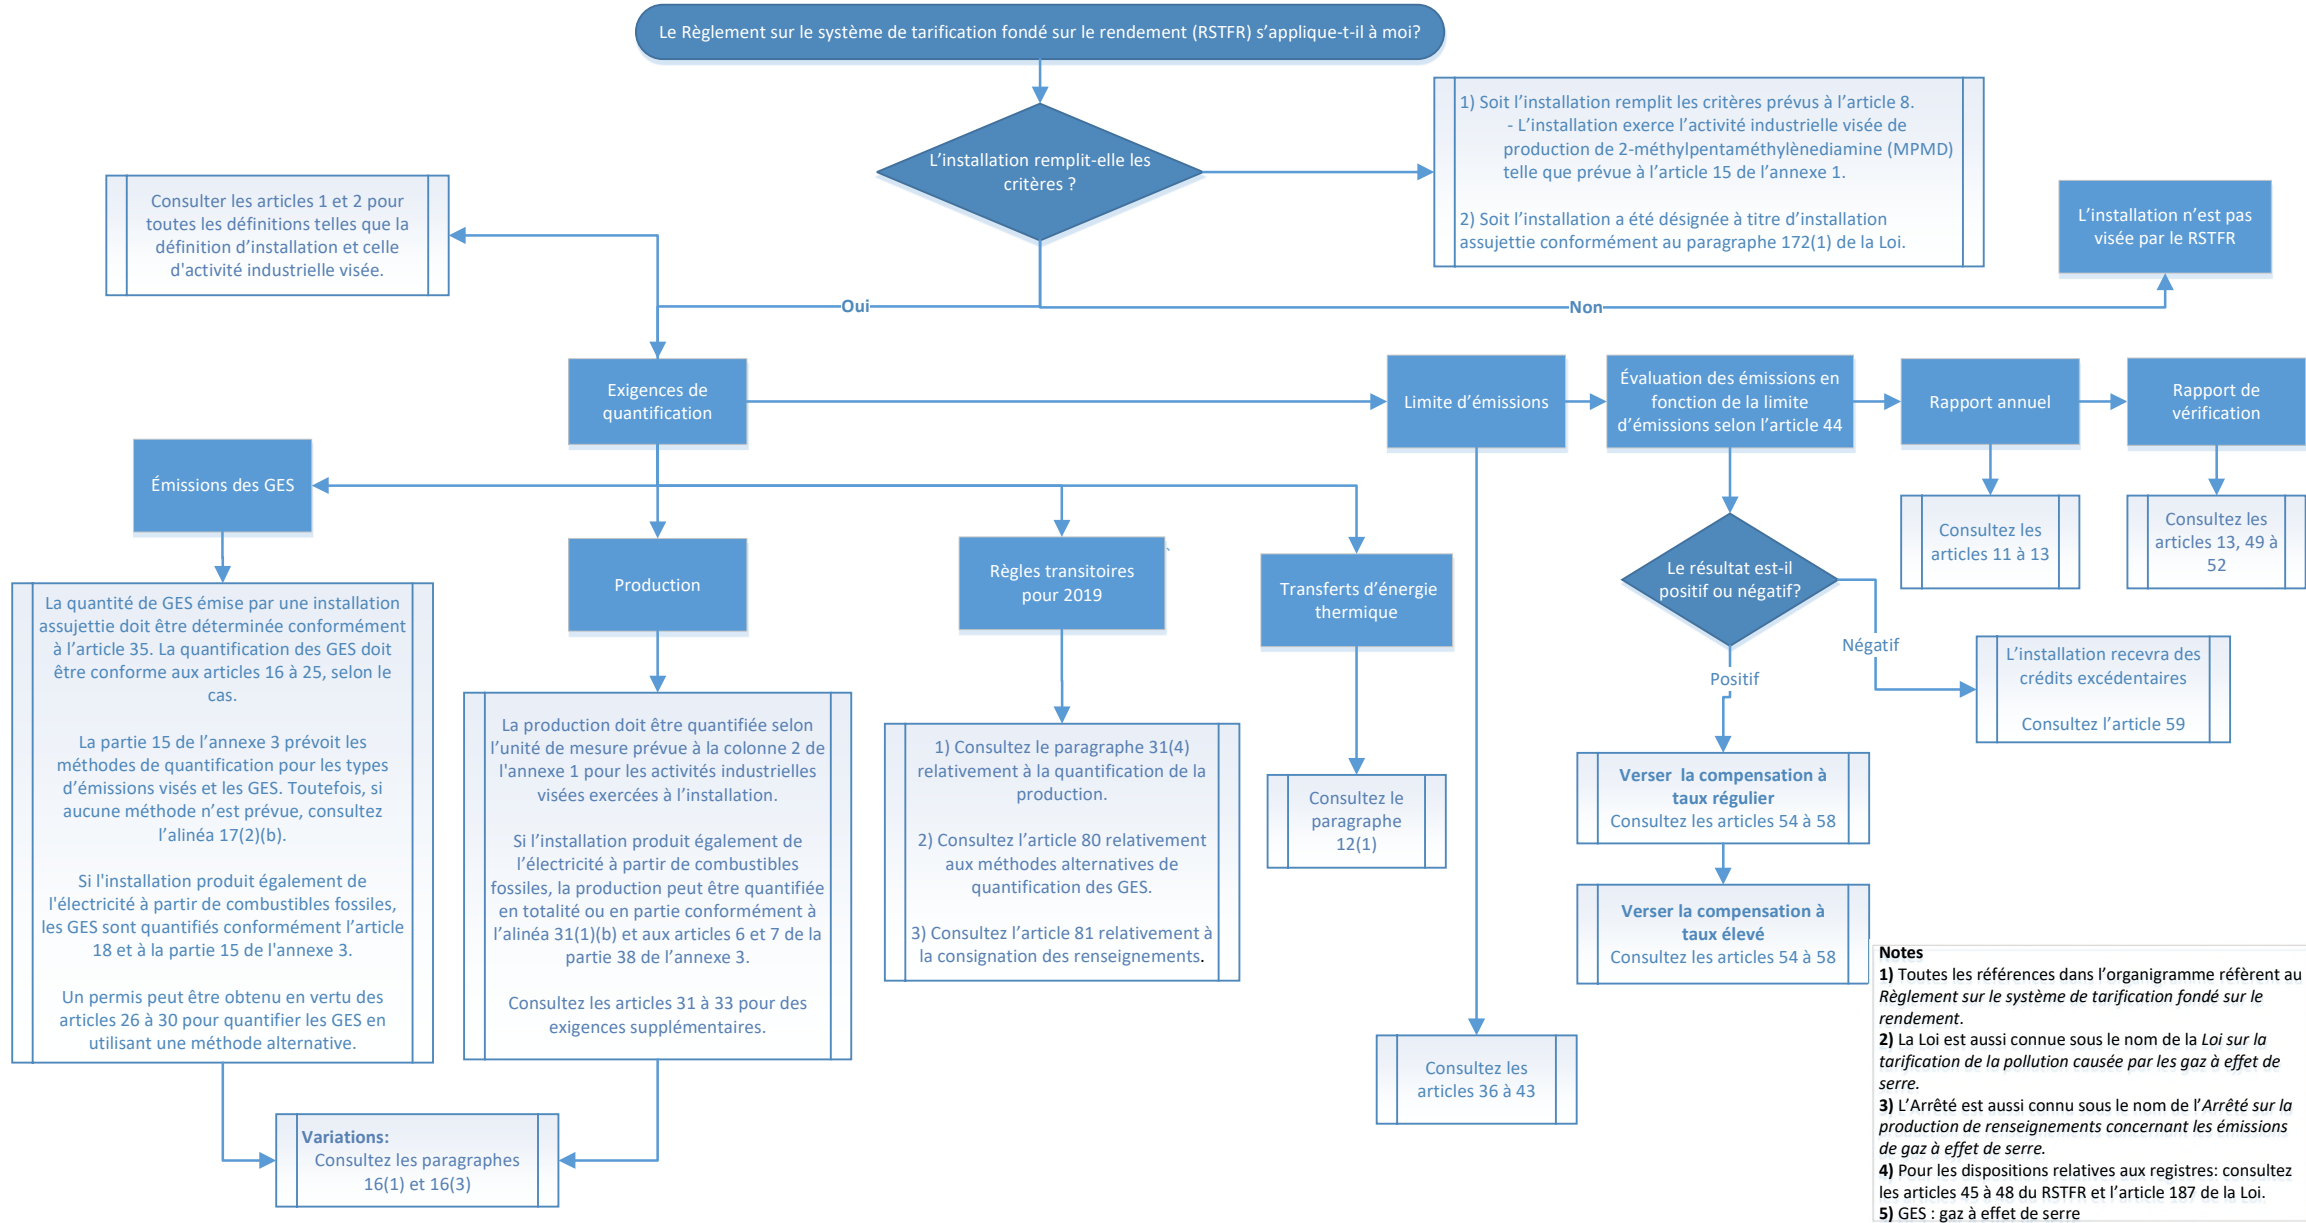 Le Règlement sur le système de tarification fondé sur le rendement (RSTFR) s’applique-t-il à moi?
L’installation remplit-elle les
critères ?
1) Soit l’installation remplit les critères prévus à l’article 8.
- L’installation exerce l’activité industrielle visée de
production de 2-méthylpentaméthylènediamine (MPMD)
telle que prévue à l’article 15 de l’annexe 1.
2) Soit l’installation a été désignée à titre d’installation
assujettie conformément au paragraphe 172(1) de la Loi.
Consulter les articles 1 et 2 pour
toutes les définitions telles que la
définition d’installation et celle
d'activité industrielle visée.
L’installation n’est pas
visée par le RSTFR
Oui
Non
Exigences de
quantification
Limite d’émissions
Évaluation des émissions en
fonction de la limite
d’émissions selon l’article 44
Rapport annuel
Rapport de
vérification
Émissions des GES
Production
Règles transitoires
pour 2019
`
Transferts d’énergie
thermique
Le résultat est-il
positif ou négatif?
Consultez les
articles 11 à 13
Consultez les
articles 13, 49 à
52
Négatif
Positif
L’installation recevra des
crédits excédentaires
Consultez l’article 59
La quantité de GES émise par une installation
assujettie doit être déterminée conformément
à l’article 35. La quantification des GES doit
être conforme aux articles 16 à 25, selon le
cas.
La partie 15 de l’annexe 3 prévoit les
méthodes de quantification pour les types
d’émissions visés et les GES. Toutefois, si
aucune méthode n’est prévue, consultez
l’alinéa 17(2)(b).
Si l'installation produit également de
l'électricité à partir de combustibles fossiles,
les GES sont quantifiés conformément l’article
18 et à la partie 15 de l'annexe 3.
Un permis peut être obtenu en vertu des
articles 26 à 30 pour quantifier les GES en
utilisant une méthode alternative.
La production doit être quantifiée selon
l’unité de mesure prévue à la colonne 2 de
l'annexe 1 pour les activités industrielles
visées exercées à l’installation.
Si l’installation produit également de
l’électricité à partir de combustibles
fossiles, la production peut être quantifiée
en totalité ou en partie conformément à
l’alinéa 31(1)(b) et aux articles 6 et 7 de la
partie 38 de l’annexe 3.
Consultez les articles 31 à 33 pour des
exigences supplémentaires.
1) Consultez le paragraphe 31(4)
relativement à la quantification de la
production.
2) Consultez l’article 80 relativement
aux méthodes alternatives de
quantification des GES.
3) Consultez l’article 81 relativement à
la consignation des renseignements.
Consultez le
paragraphe
12(1)
Verser la compensation à
taux régulier
Consultez les articles 54 à 58
Verser la compensation à
taux élevé
Consultez les articles 54 à 58
Consultez les
articles 36 à 43
Variations:
Consultez les paragraphes
16(1) et 16(3)
Notes
1) Toutes les références dans l’organigramme réfèrent au
Règlement sur le système de tarification fondé sur le
rendement.
2) La Loi est aussi connue sous le nom de la Loi sur la
tarification de la pollution causée par les gaz à effet de
serre.
3) L’Arrêté est aussi connu sous le nom de l’Arrêté sur la
production de renseignements concernant les émissions
de gaz à effet de serre.
4) Pour les dispositions relatives aux registres: consultez
les articles 45 à 48 du RSTFR et l’article 187 de la Loi.
5) GES : gaz à effet de serre